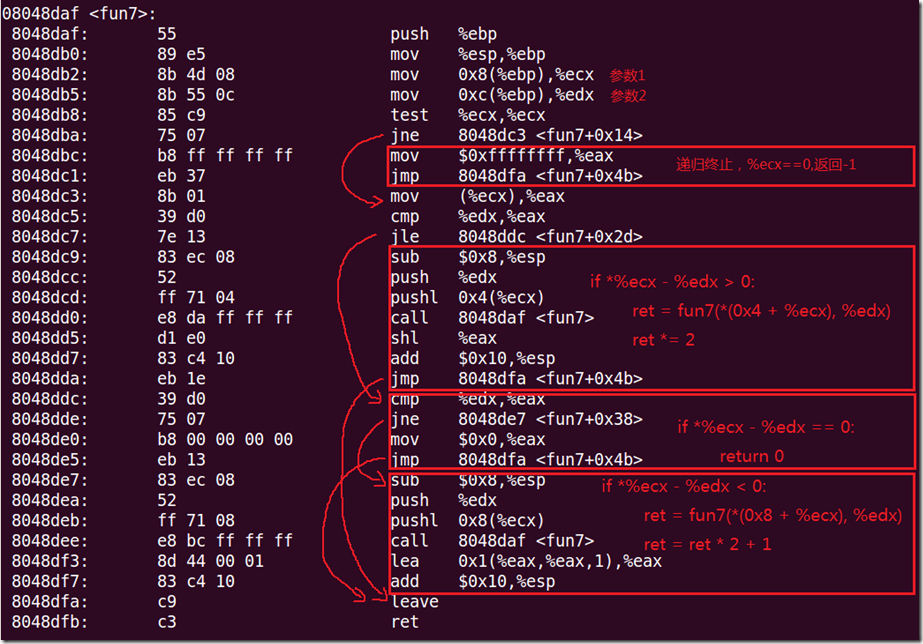 08048daf <fun7>:
8048daf: 55 push %ebp
8048db0: 89 e5 mov %esp,%ebp
8048db2: 8b 4d 08 mov 0x8(%ebp),%ecx 参数1
8048db5: 8b 55 0c mov 0xc(%ebp),%edx 参数2
8048db8: 85 c9 test %ecx,%ecx
8048dba: 75 07 jne 8048dc3 <fun7+0x14>
8048dbc: b8 ff ff ff ff mov $0xffffffff,%eax
递归终止，%ecx==0,返回-1
8048dc1: eb 37 jmp 8048dfa <fun7+0x4b>
8048dc3: 8b 01 mov (%ecx),%eax
8048dc5: 39 d0 cmp %edx,%eax
8048dc7: 7e 13 jle 8048ddc <fun7+0x2d>
8048dc9: 83 ec 08 sub $0x8,%esp
8048dcc: 52 push %edx
if *%ecx - %edx > 0:
8048dcd: ff 71 04 pushl 0x4(%ecx)
ret = fun7(*(0x4 + %ecx), %edx)
8048dd0: e8 da ff ff ff call 8048daf <fun7>
8048dd5: d1 e0 shl %eax
ret *= 2
8048dd7: 83 c4 10 add $0x10,%esp
8048dda: eb 1e jmp 8048dfa <fun7+0x4b>
8048ddc: 39 d0 cmp %edx,%eax
8048dde: 75 07 jne 8048de7 <fun7+0x38>
if *%ecx - %edx == 0:
8048de0: b8 00 00 00 00 mov $0x0,%eax
8048de5: eb 13 jmp 8048dfa <fun7+0x4b>
return 0
8048de7: 83 ec 08 sub $0x8,%esp
if *%ecx - %edx < 0:
8048dea: 52 push %edx
8048deb: ff 71 08 pushl 0x8(%ecx)
ret = fun7(*(0x8 + %ecx), %edx)
8048dee: e8 bc ff ff ff call 8048daf <fun7>
ret = ret * 2 + 1
8048df3: 8d 44 00 01 lea 0x1(%eax,%eax,1),%eax
8048df7: 83 c4 10 add $0x10,%esp
8048dfa: c9 leave
8048dfb: c3 ret